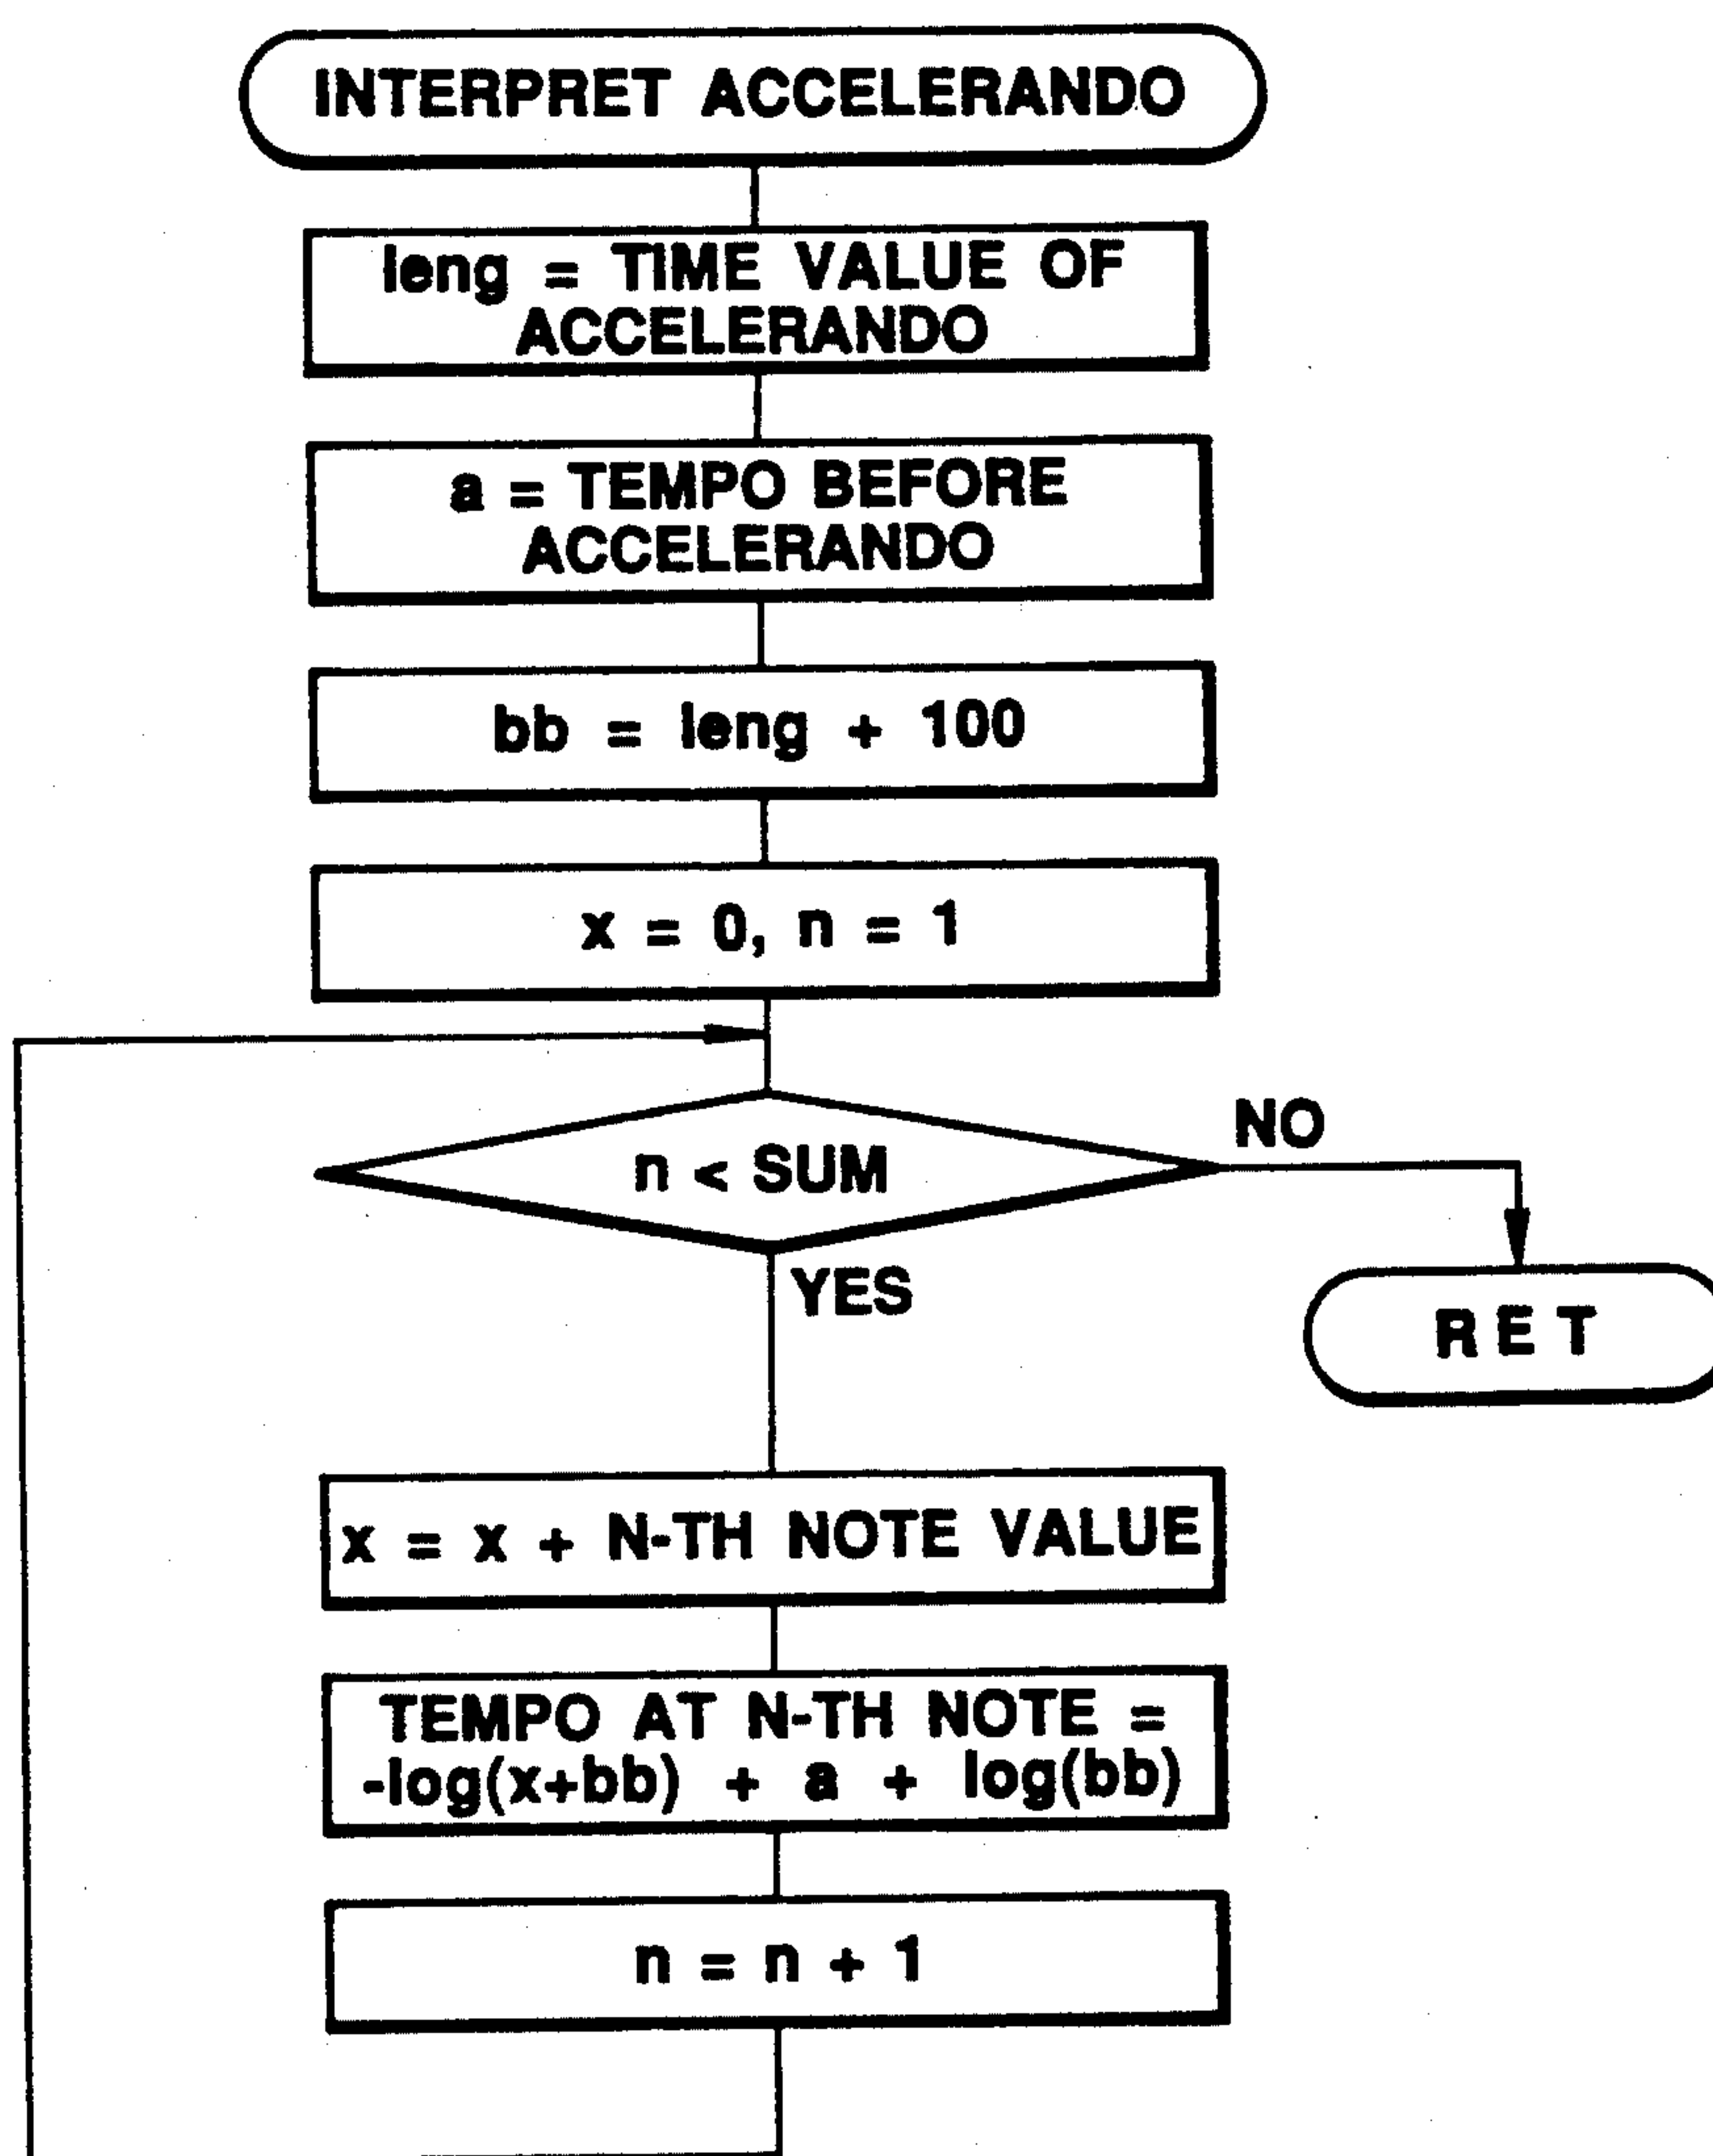 INTERPRET ACCELERANDO
leng = TIME VALUE OF
ACCELERANDO
a = TEMPO BEFORE
ACCELERANDO
bb = leng + 100
x = 0, n = 1
n < SUM
NO
YES
RET
x = x + N-TH NOTE VALUE
TEMPO AT N-TH NOTE =
-log(x+bb) + a + log(bb)
n = n + 1